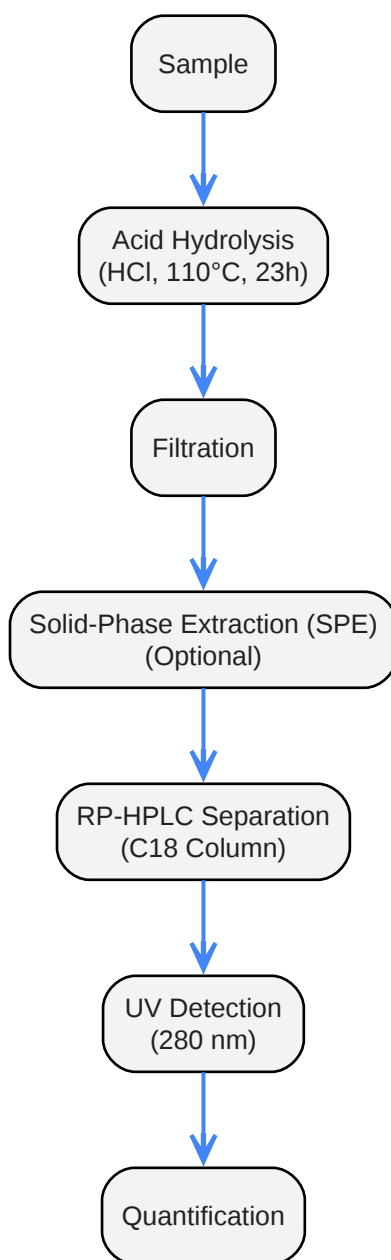 Sample
Acid Hydrolysis
(HCl, 110°C, 23h)
Filtration
Solid-Phase Extraction (SPE)
(Optional)
RP-HPLC Separation
(C18 Column)
UV Detection
(280 nm)
Quantification